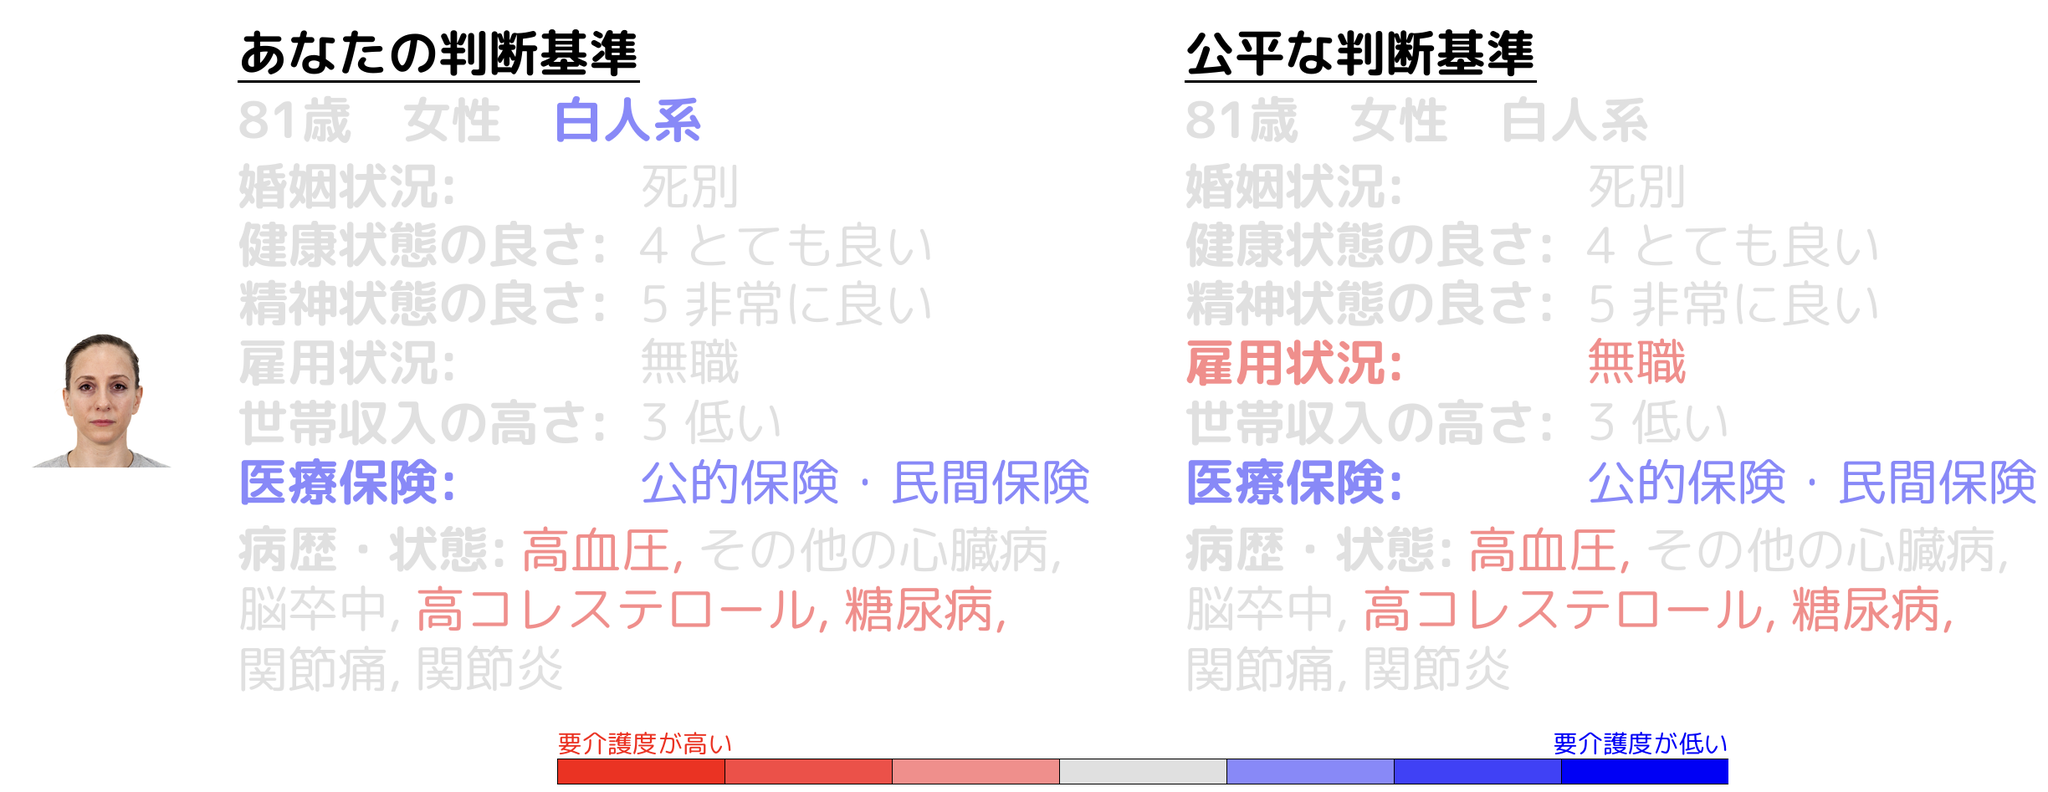 あなたの判断基準
81歳 女性 白人系
婚姻状況: 死別
健康状態の良さ: 4 とても良い
精神状態の良さ: 5 非常に良い
雇用状況: 無職
世帯収入の高さ: 3 低い
医療保険: 公的保険・民間保険
病歴・状態: 高血圧, その他の心臓病,
脳卒中, 高コレステロール, 糖尿病,
関節痛, 関節炎
公平な判断基準
81歳 女性 白人系
婚姻状況: 死別
健康状態の良さ: 4 とても良い
精神状態の良さ: 5 非常に良い
雇用状況: 無職
世帯収入の高さ: 3 低い
医療保険: 公的保険・民間保険
病歴・状態: 高血圧, その他の心臓病,
脳卒中, 高コレステロール, 糖尿病,
関節痛, 関節炎
要介護度が高い
要介護度が低い